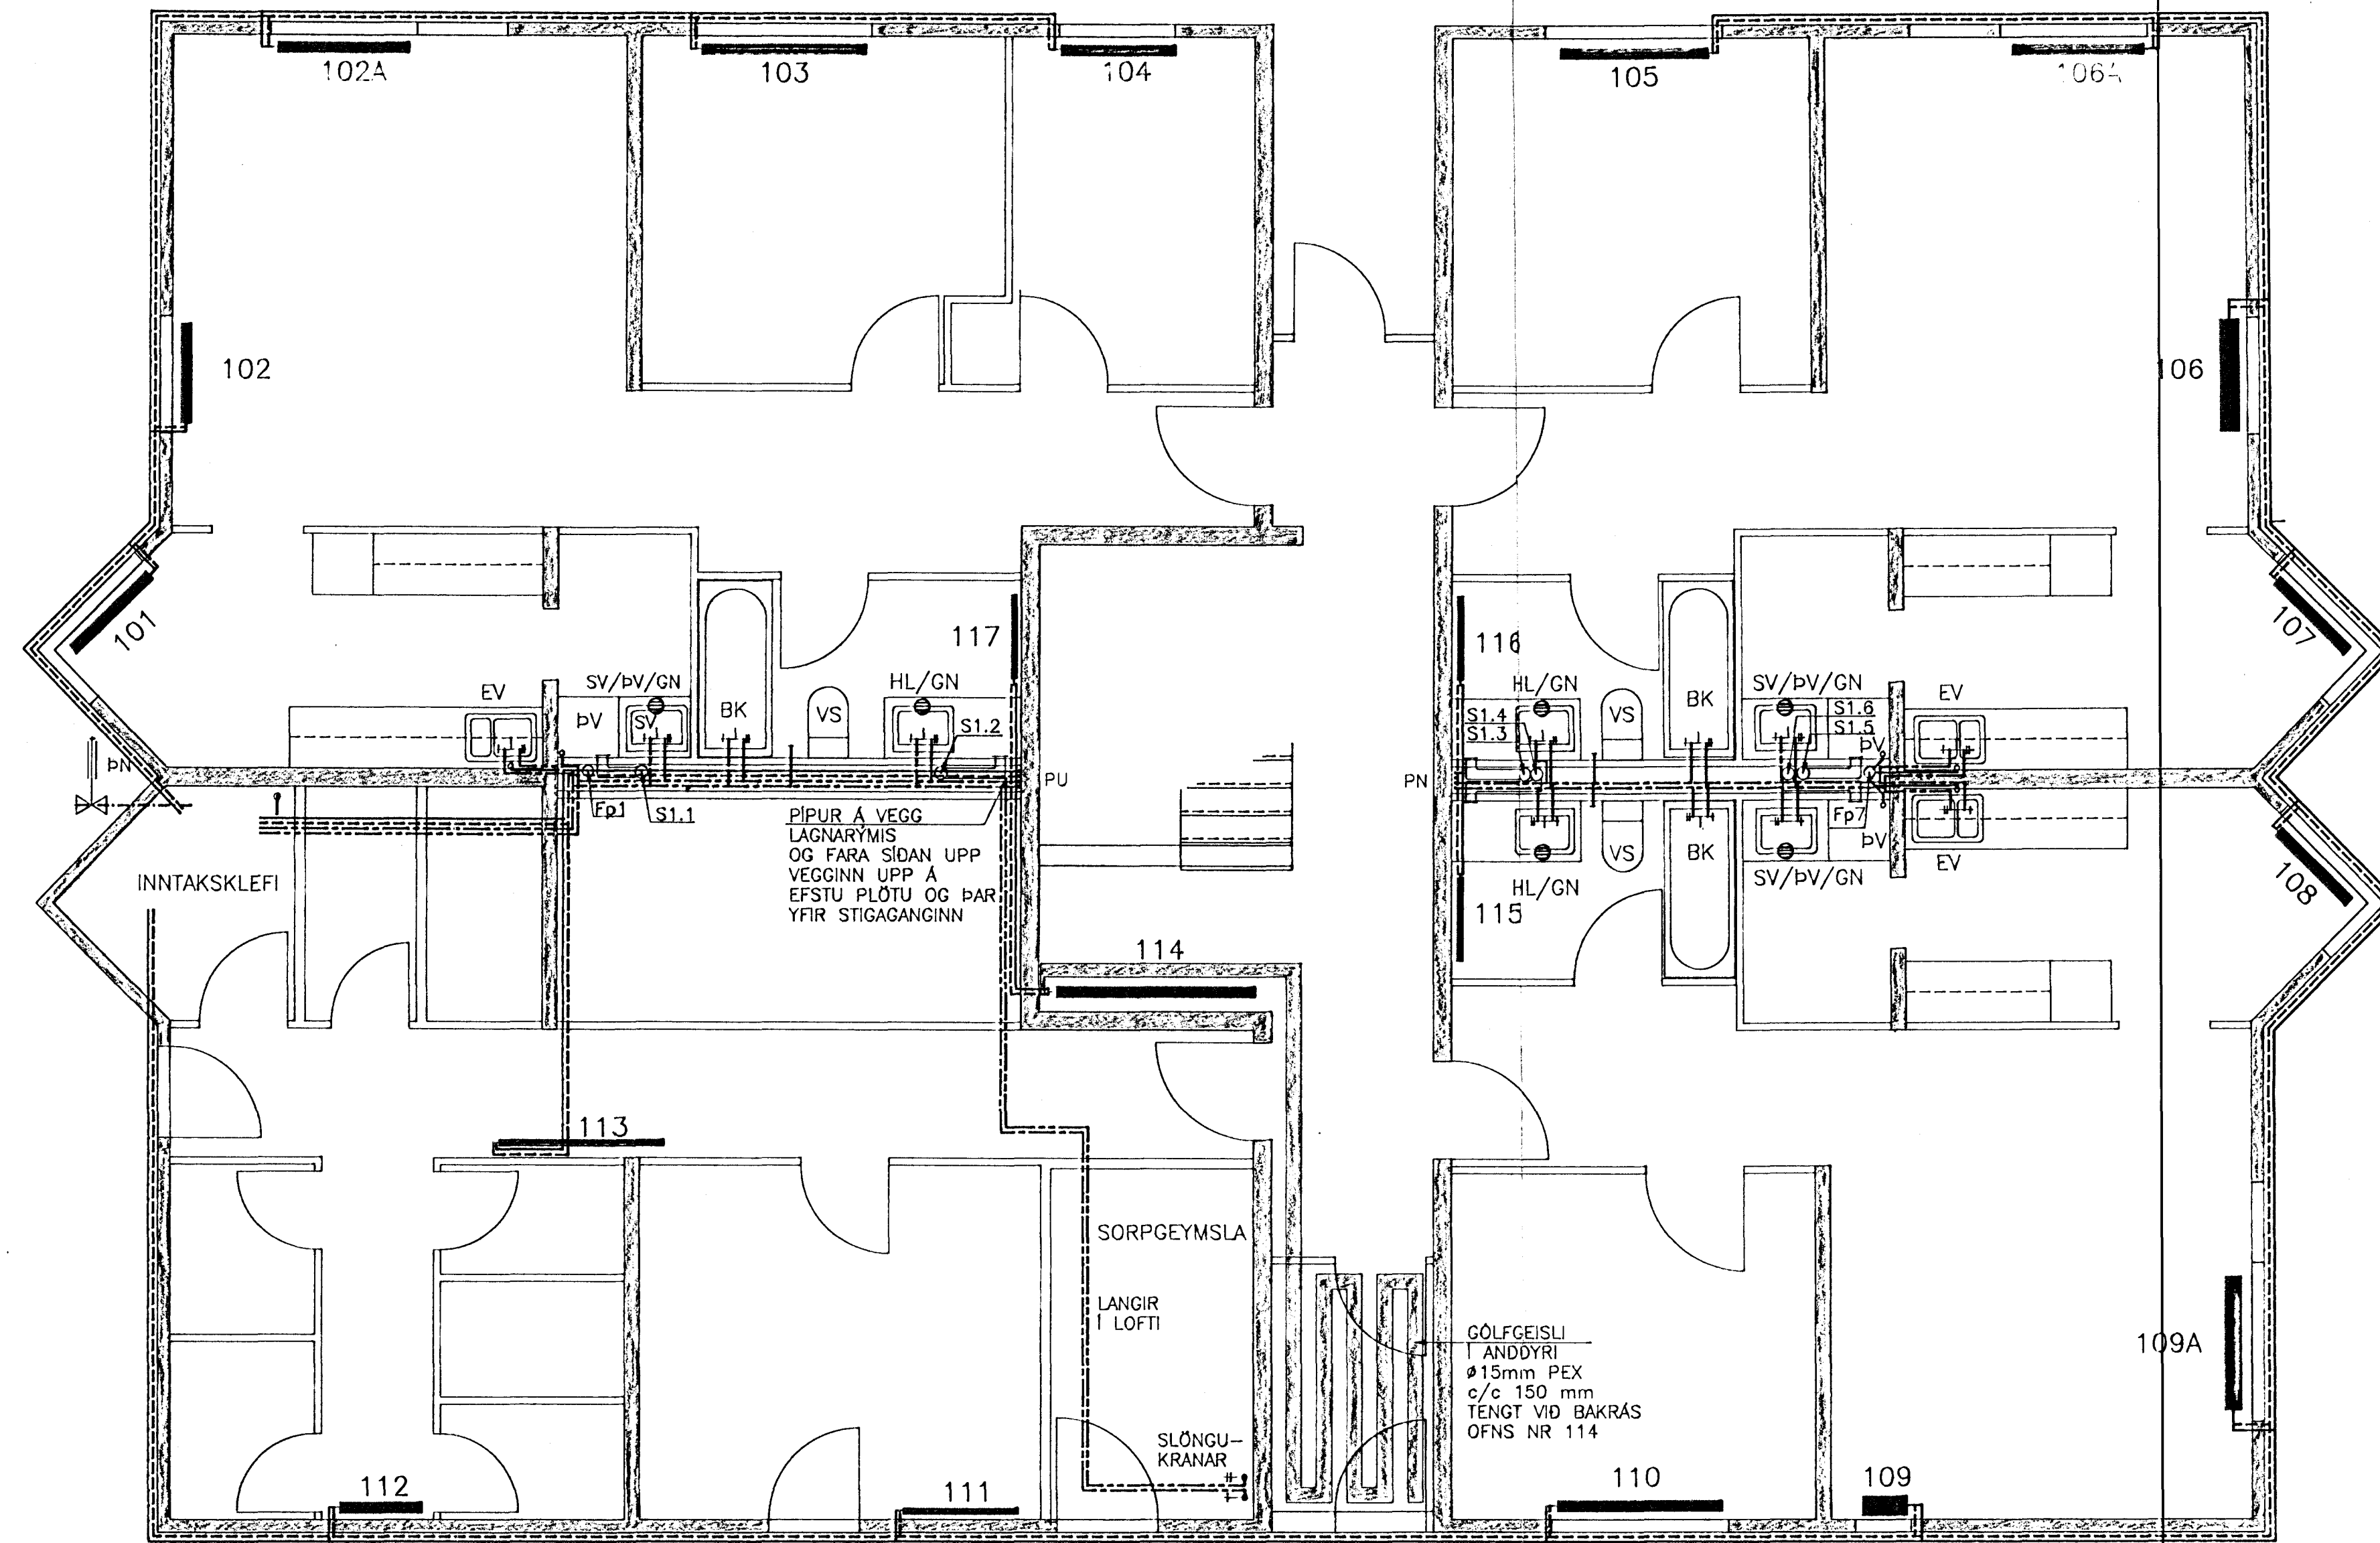 102A
103
104
105
106A
102
106
101
107
117
116
EV
SV/ÞV/GN
ÞV
SV
BK
VS
HL/GN
S1.2
HL/GN
S1.4
S1.3
VS
BK
SV/ÞV/GN
S1.6
S1.5
ÞV
EV
ÞN
Fp1
S1.1
PU
PN
Fp7
ÞV
EV
PÍPUR Á VEGG
LAGNARÝMIS
OG FARA SÍÐAN UPP
VEGGINN UPP Á
EFSTU PLÖTU OG ÞAR
YFIR STIGAGANGINN
VS
BK
HL/GN
SV/ÞV/GN
INNTAKSKLEFI
115
108
114
113
SORPGEYMSLA
LANGIR
Í LOFTI
SLÖNGU-
KRANAR
GÓLFGEISLI
Í ANDDYRI
ø15mm PEX
c/c 150 mm
TENGT VIÐ BAKRÁS
OFNS NR 114
109A
112
111
110
109